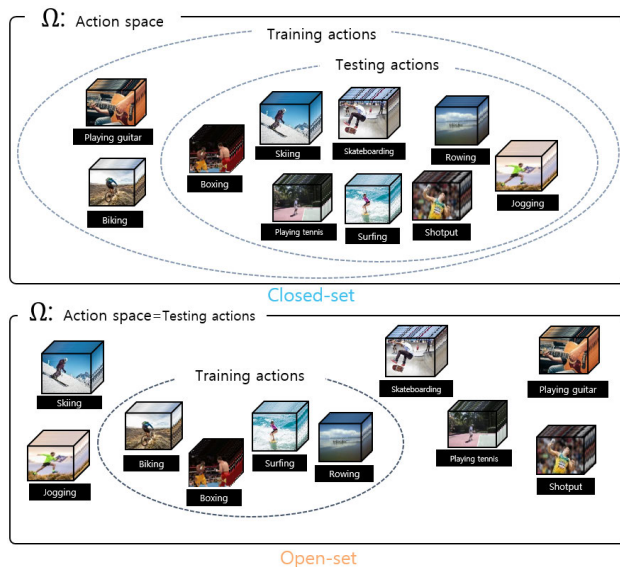 Ω: Action space
Training actions
Testing actions
Playing guitar
Skiing
Skateboarding
Rowing
Boxing
Biking
Playing tennis
Surfing
Shotput
Jogging
Closed-set
Ω: Action space=Testing actions
Training actions
Skiing
Skateboarding
Playing guitar
Biking
Surfing
Rowing
Playing tennis
Jogging
Boxing
Shotput
Open-set